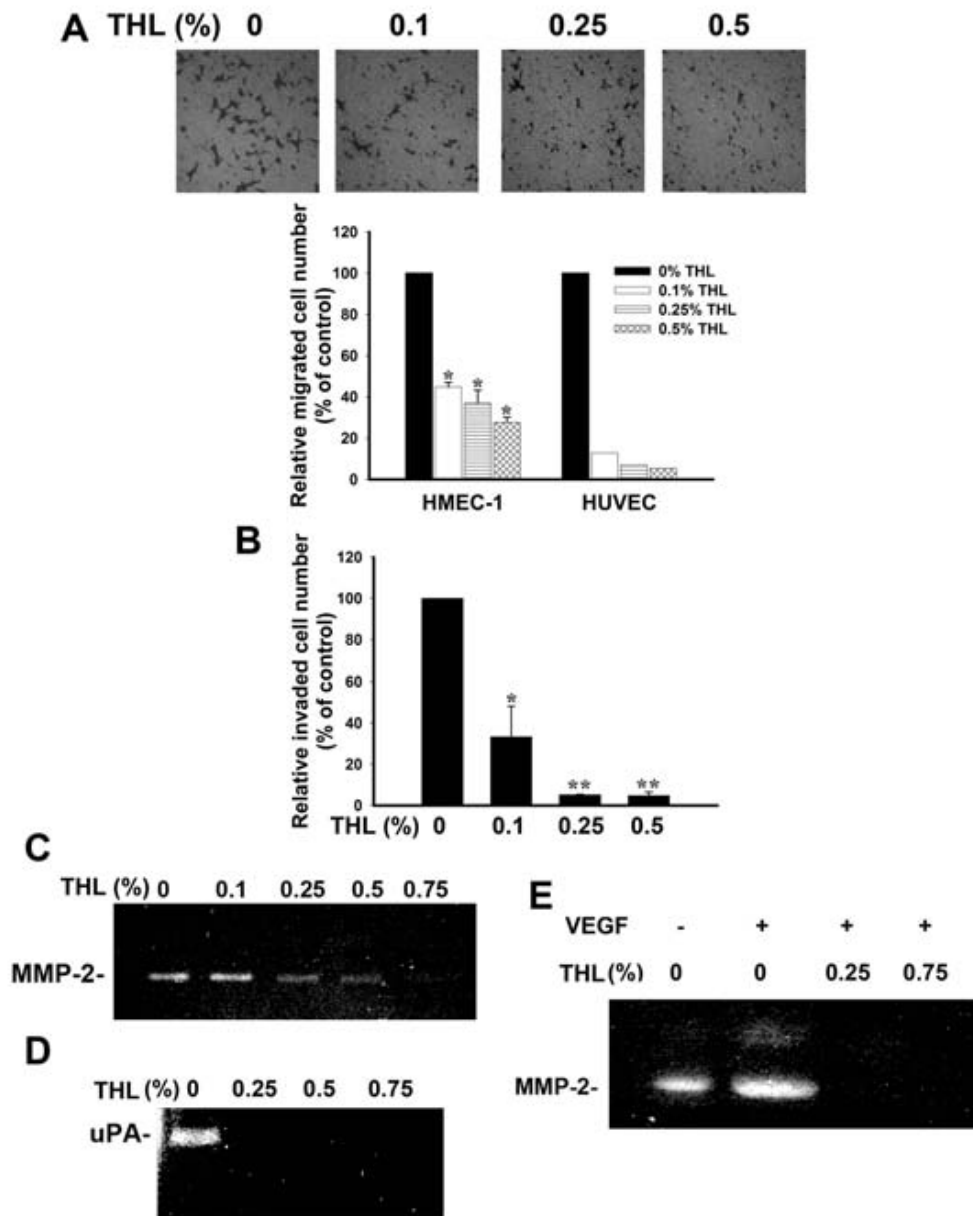 A THL (%) 0 0.1 0.25 0.5
Relative migrated cell number
(% of control)
120
100
80
60
40
20
0
* * *
0% THL
0.1% THL
0.25% THL
0.5% THL
HMEC-1 HUVEC
B
Relative invaded cell number
(% of control)
120
100
80
60
40
20
0
* ** **
THL (%) 0 0.1 0.25 0.5
C
THL (%) 0 0.1 0.25 0.5 0.75
MMP-2-
D
THL (%) 0 0.25 0.5 0.75
uPA-
E
VEGF - + + +
THL (%) 0 0 0.25 0.75
MMP-2-